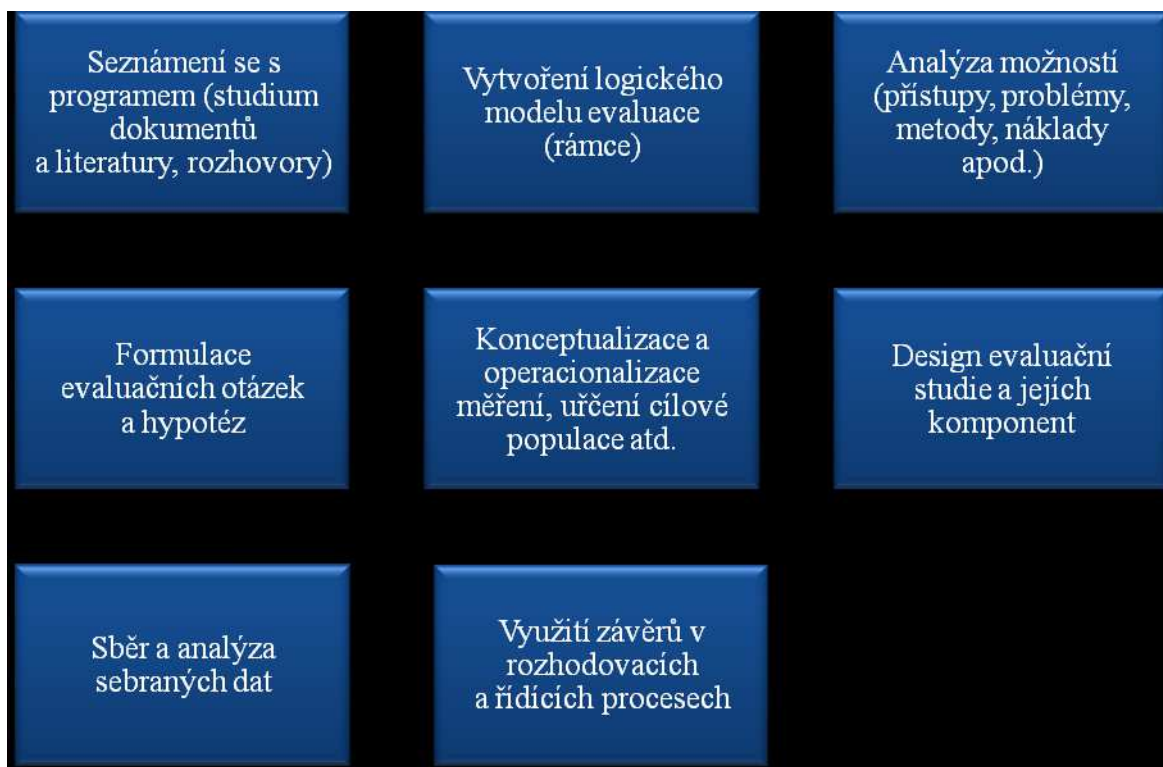 Seznámení se s
programem (studium
dokumentů
a literatury, rozhovory)
Vytvoření logického
modelu evaluace
(rámce)
Analýza možností
(přístupy, problémy,
metody, náklady
apod.)
Formulace
evaluačních otázek
a hypotéz
Konceptualizace a
operacionalizace
měření, uřčení cílové
populace atd.
Design evaluační
studie a jejích
komponent
Sběr a analýza
sebraných dat
Využití závěrů v
rozhodovacích
a řídících procesech